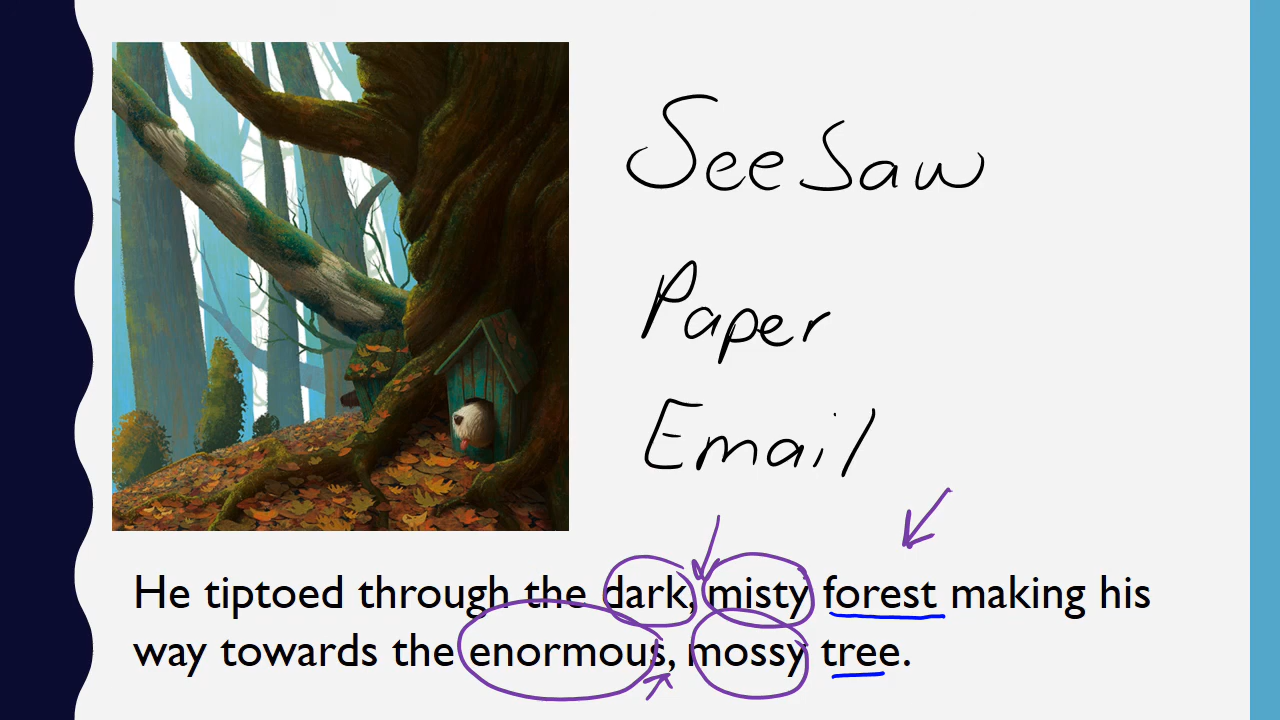 SeeSaw
Paper
Email
He tiptoed through the dark, misty forest making his
way towards the enormous, mossy tree.